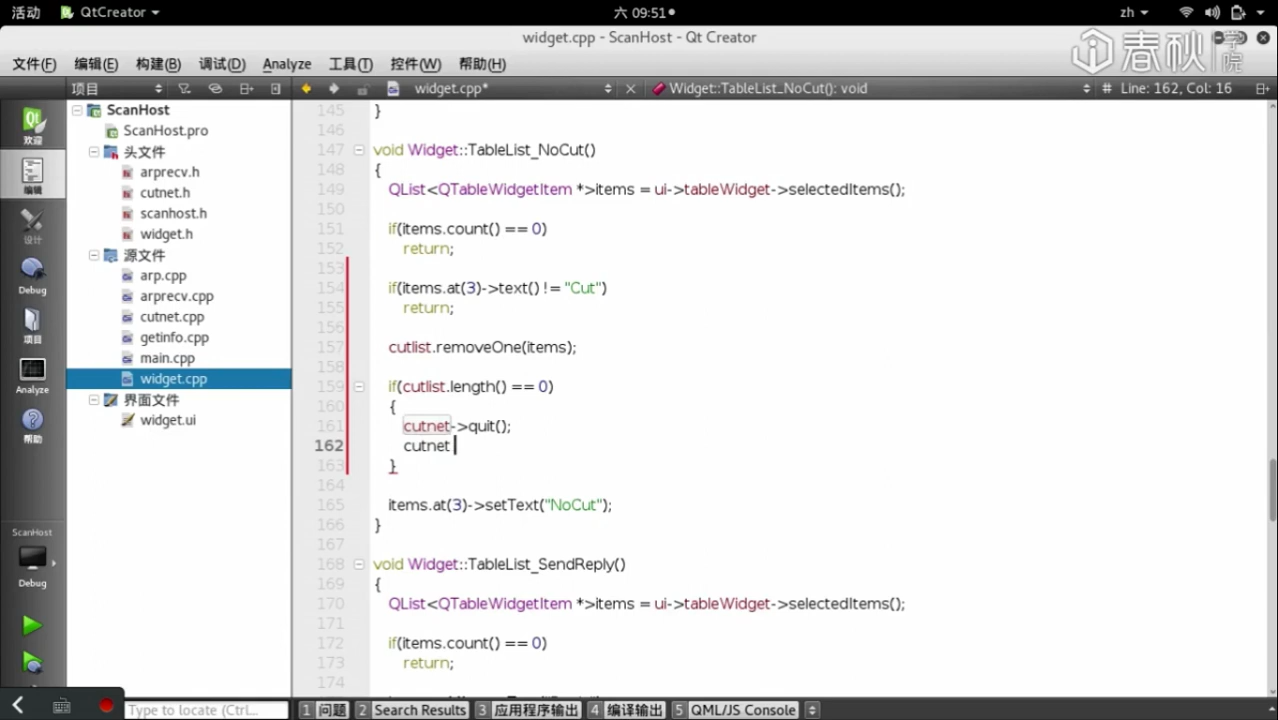 活动 QtCreator 六 09:51 zh
widget.cpp - ScanHost - Qt Creator
春秋学院
文件(F) 编辑(E) 构建(B) 调试(D) Analyze 工具(T) 控件(W) 帮助(H)
项目 widget.cpp* Widget::TableList_NoCut(): void # Line: 162, Col: 16
欢迎
编辑
设计
Debug
项目
Analyze
帮助
ScanHost
Debug
ScanHost
ScanHost.pro
头文件
arprecv.h
cutnet.h
scanhost.h
widget.h
源文件
arp.cpp
arprecv.cpp
cutnet.cpp
getinfo.cpp
main.cpp
widget.cpp
界面文件
widget.ui
145 }
146
147 void Widget::TableList_NoCut()
148 {
149 QList<QTableWidgetItem *>items = ui->tableWidget->selectedItems();
150
151 if(items.count() == 0)
152 return;
153
154 if(items.at(3)->text() != "Cut")
155 return;
156
157 cutlist.removeOne(items);
158
159 if(cutlist.length() == 0)
160 {
161 cutnet->quit();
162 cutnet
163 }
164
165 items.at(3)->setText("NoCut");
166 }
167
168 void Widget::TableList_SendReply()
169 {
170 QList<QTableWidgetItem *>items = ui->tableWidget->selectedItems();
171
172 if(items.count() == 0)
173 return;
174
Type to locate (Ctrl... 1 问题 2 Search Results 3 应用程序输出 4 编译输出 5 QML/JS Console